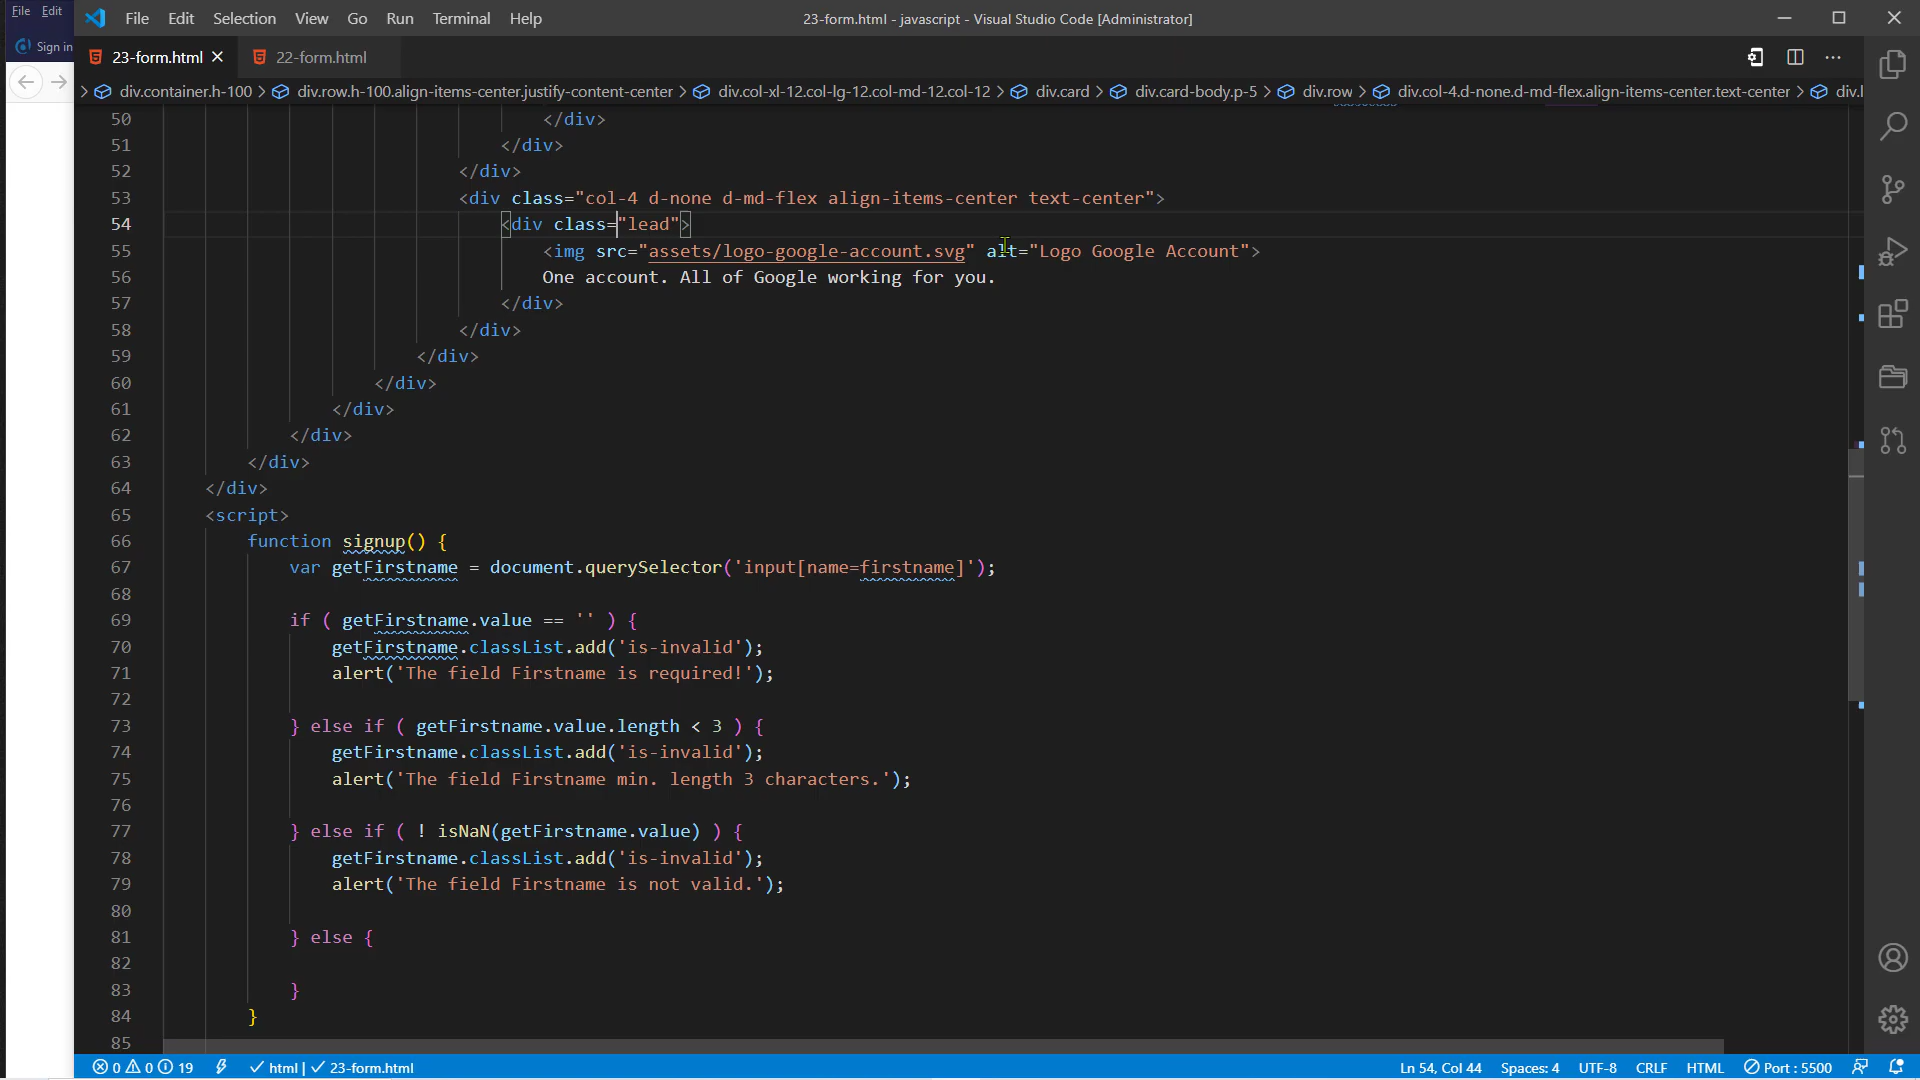 File Edit
Sign in
File Edit Selection View Go Run Terminal Help
23-form.html - javascript - Visual Studio Code [Administrator]
23-form.html 22-form.html
div.container.h-100 > div.row.h-100.align-items-center.justify-content-center > div.col-xl-12.col-lg-12.col-md-12.col-12 > div.card > div.card-body.p-5 > div.row > div.col-4.d-none.d-md-flex.align-items-center.text-center > div.l
50 </div>
51 </div>
52 </div>
53 <div class="col-4 d-none d-md-flex align-items-center text-center">
54 <div class="lead">
55 <img src="assets/logo-google-account.svg" alt="Logo Google Account">
56 One account. All of Google working for you.
57 </div>
58 </div>
59 </div>
60 </div>
61 </div>
62 </div>
63 </div>
64 </div>
65 <script>
66 function signup() {
67 var getFirstname = document.querySelector('input[name=firstname]');
68
69 if ( getFirstname.value == '' ) {
70 getFirstname.classList.add('is-invalid');
71 alert('The field Firstname is required!');
72
73 } else if ( getFirstname.value.length < 3 ) {
74 getFirstname.classList.add('is-invalid');
75 alert('The field Firstname min. length 3 characters.');
76
77 } else if ( ! isNaN(getFirstname.value) ) {
78 getFirstname.classList.add('is-invalid');
79 alert('The field Firstname is not valid.');
80
81 } else {
82
83 }
84 }
85
0 0 19 html | 23-form.html Ln 54, Col 44 Spaces: 4 UTF-8 CRLF HTML Port : 5500